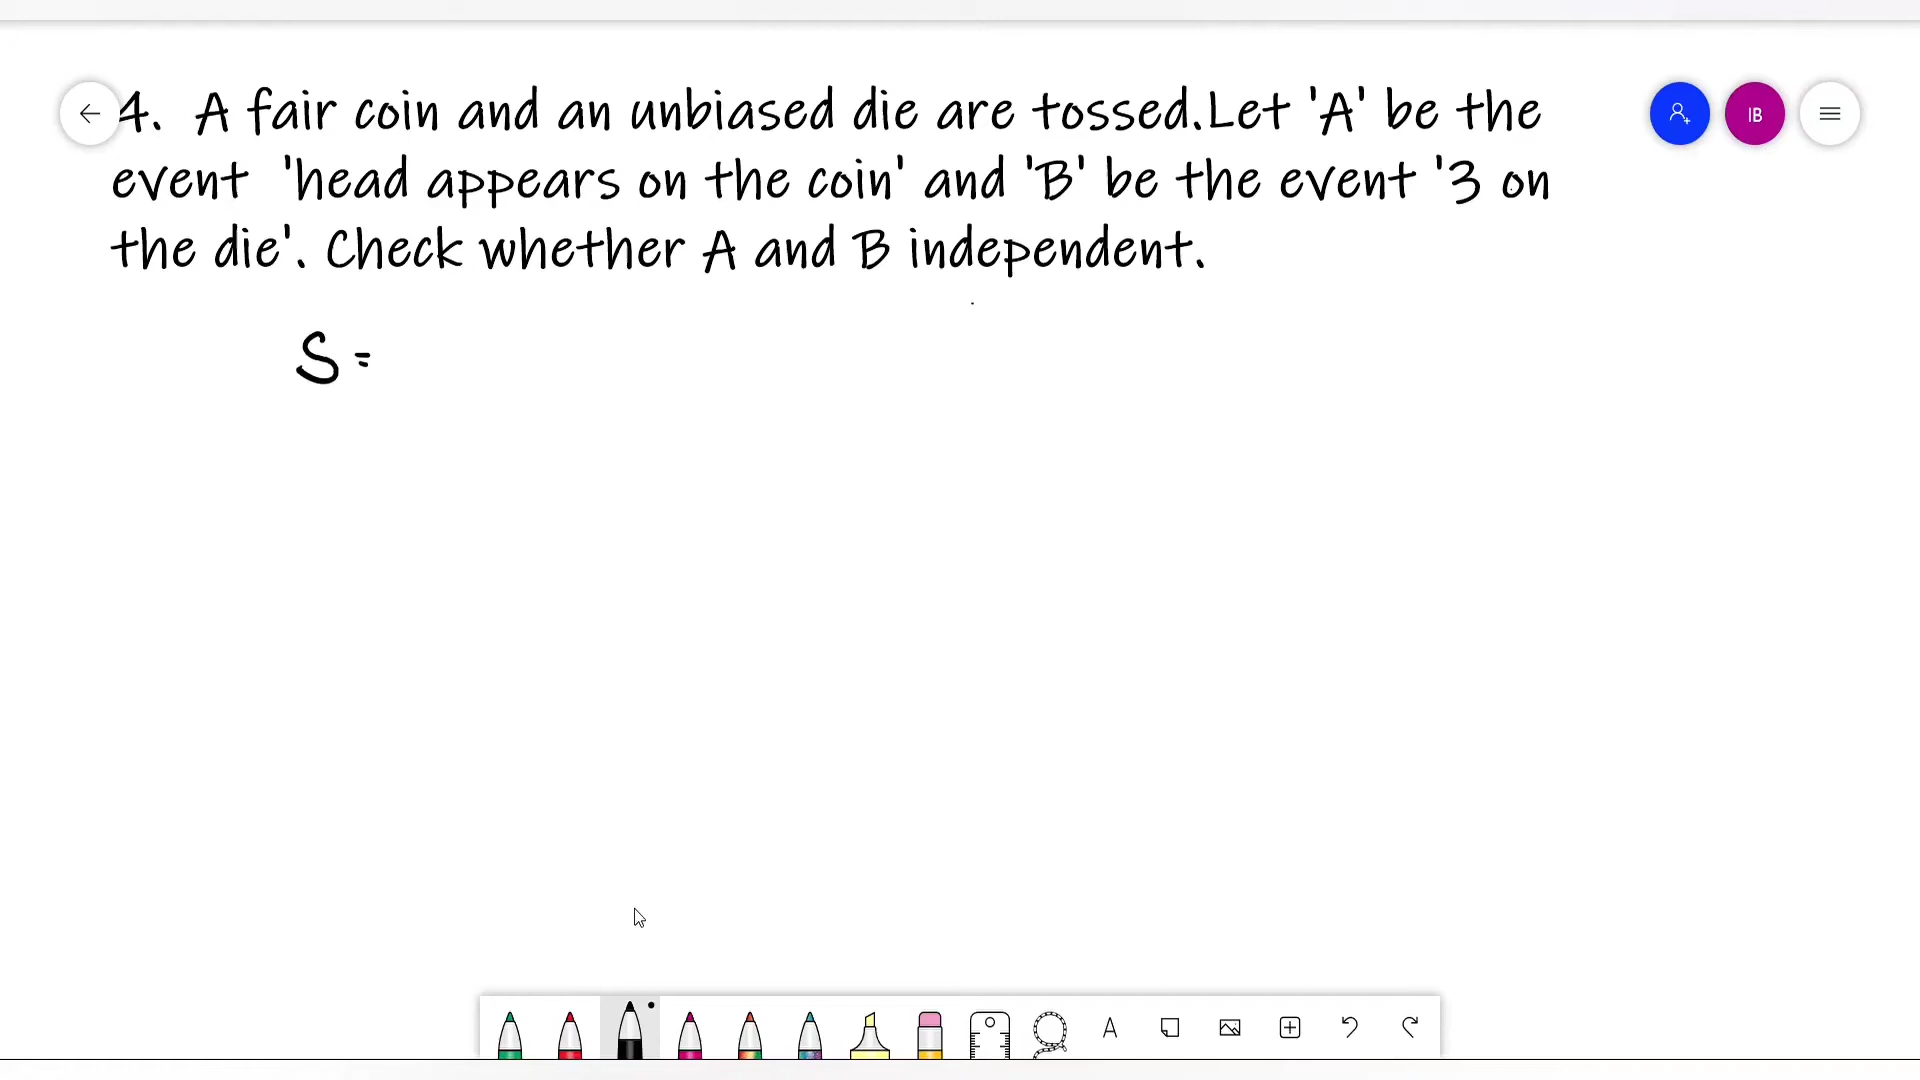 4. A fair coin and an unbiased die are tossed.Let 'A' be the
event 'head appears on the coin' and 'B' be the event '3 on
the die'. Check whether A and B independent.
S =
IB
A